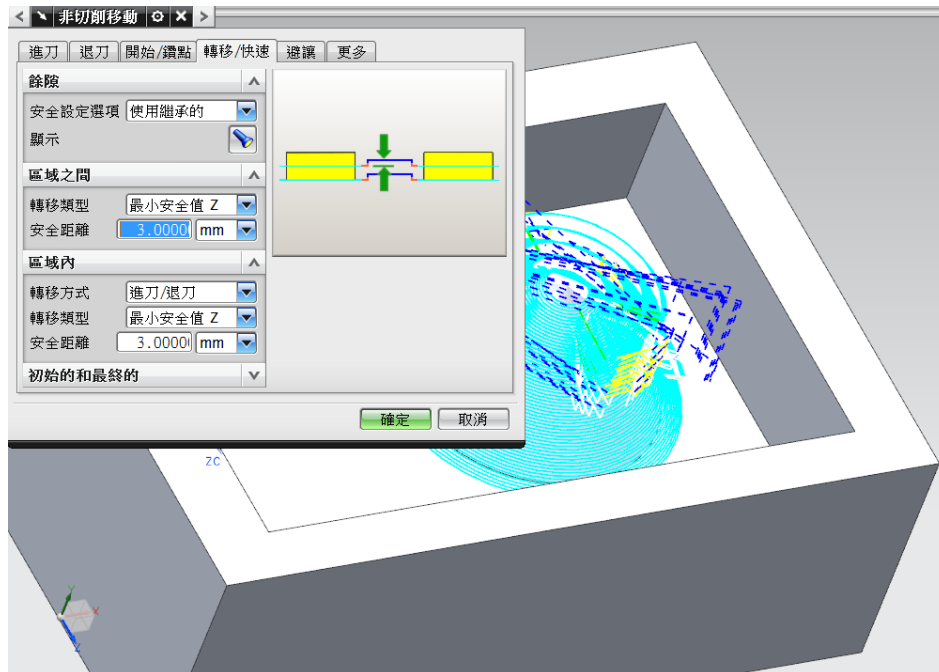 非切削移動
進刀 退刀 開始/鑽點 轉移/快速 避讓 更多
餘隙
安全設定選項 使用繼承的
顯示
區域之間
轉移類型 最小安全值 Z
安全距離 3.0000 mm
區域內
轉移方式 進刀/退刀
轉移類型 最小安全值 Z
安全距離 3.0000 mm
初始的和最終的
確定 取消
ZC
Y
X
Z